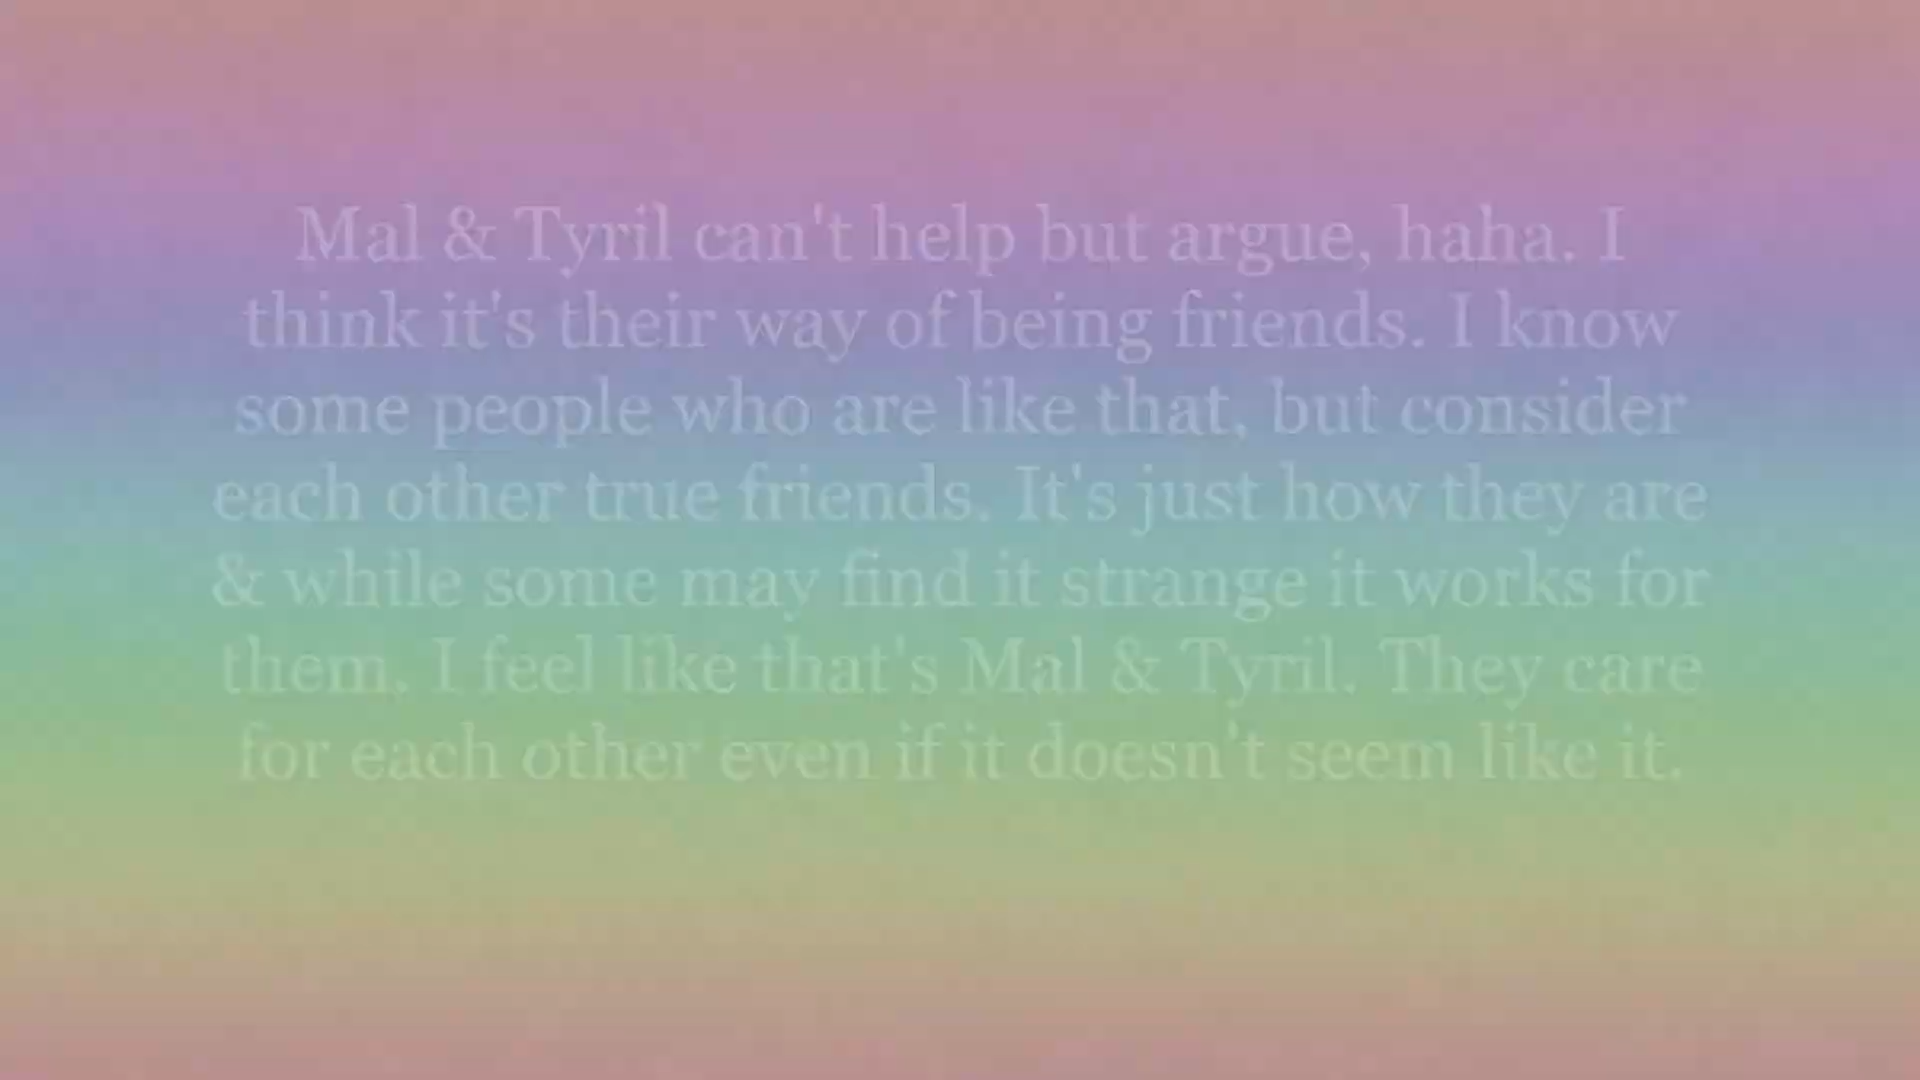 Mal & Tyril can't help but argue, haha. I
think it's their way of being friends. I know
some people who are like that, but consider
each other true friends. It's just how they are
& while some may find it strange it works for
them. I feel like that's Mal & Tyril. They care
for each other even if it doesn't seem like it.